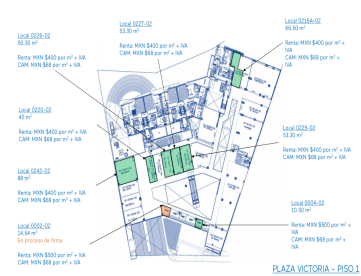 Local 0226-02
50.30 m²
Renta: MXN $400 por m² + IVA
CAM: MXN $68 por m² + IVA
Local 0227-02
53.30 m²
Renta: MXN $400 por m² + IVA
CAM: MXN $68 por m² + IVA
Local 0216A-02
66.50 m²
Renta: MXN $400 por m² +
IVA
CAM: MXN $68 por m² +
IVA
Local 0220-02
40 m²
Renta: MXN $400 por m² + IVA
CAM: MXN $68 por m² + IVA
Local 0225-02
53.30 m²
Renta: MXN $400 por m² + IVA
CAM: MXN $68 por m² + IVA
Local 0242-02
88 m²
Renta: MXN $400 por m² + IVA
CAM: MXN $68 por m² + IVA
Local 0002-02
14.54 m²
En proceso de firma
Renta: MXN $500 por m² + IVA
CAM: MXN $68 por m² + IVA
Local 0004-02
10.50 m²
Renta: MXN $500 por m² +
IVA
CAM: MXN $68 por m² +
IVA
PLAZA VICTORIA – PISO 1